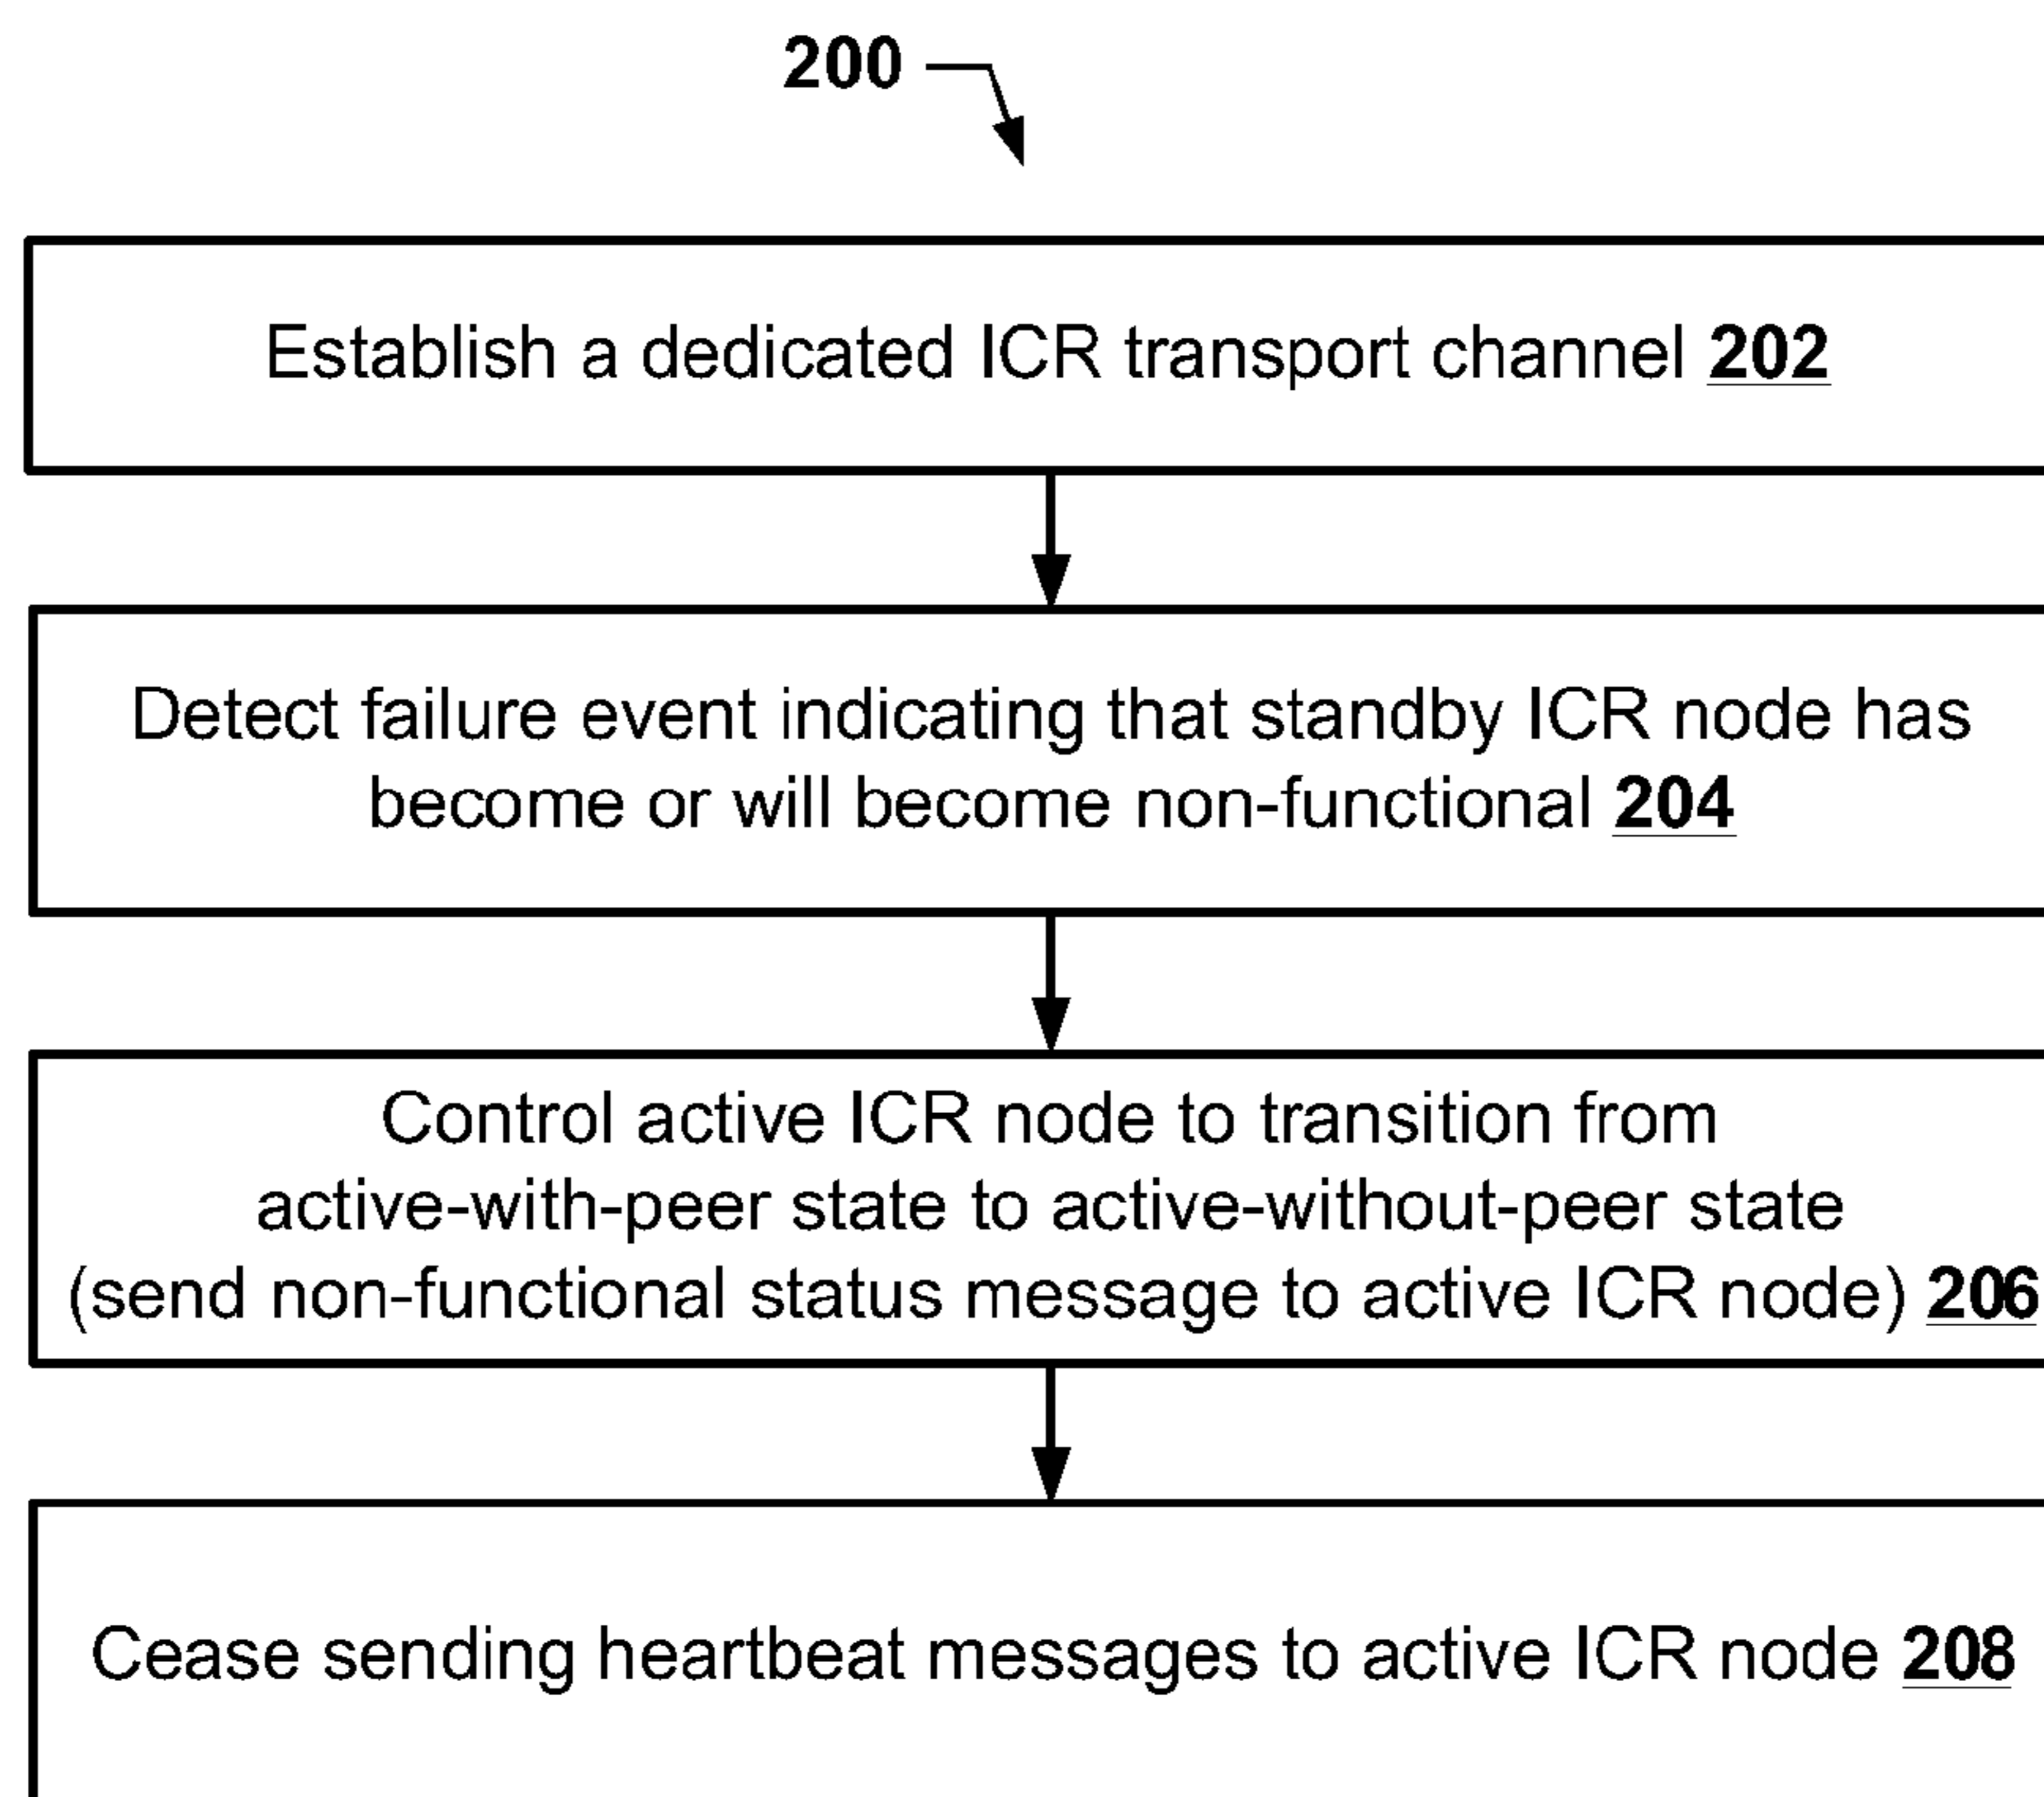 200
Establish a dedicated ICR transport channel 202
Detect failure event indicating that standby ICR node has
become or will become non-functional 204
Control active ICR node to transition from
active-with-peer state to active-without-peer state
(send non-functional status message to active ICR node) 206
Cease sending heartbeat messages to active ICR node 208